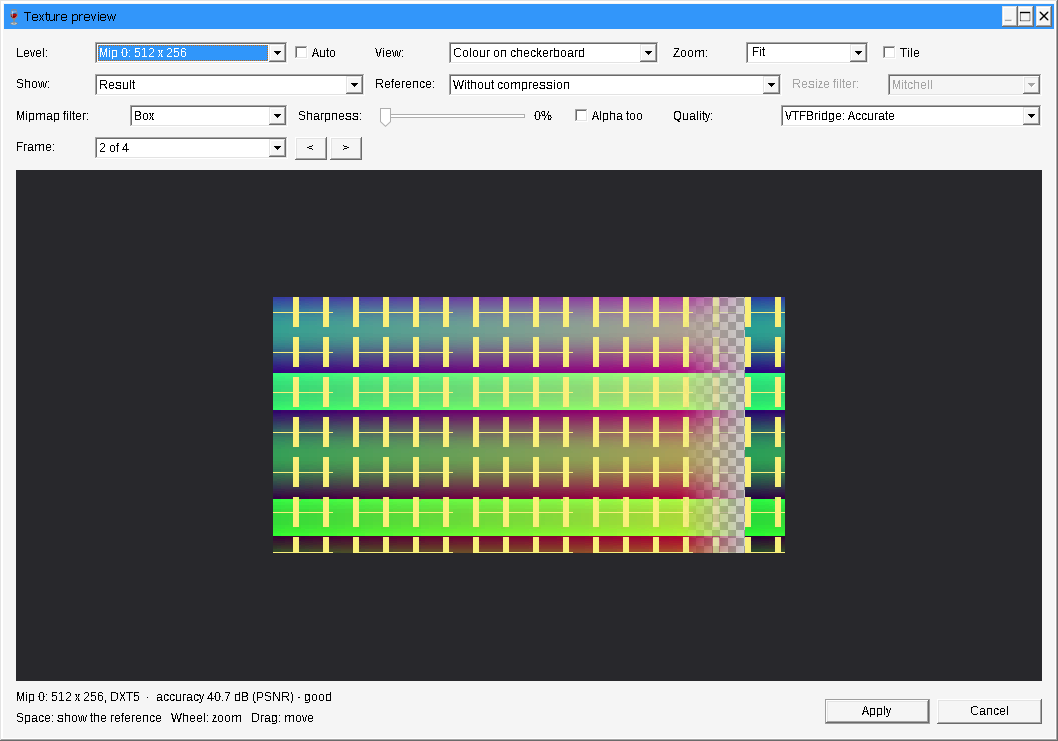 Texture preview
Level: Mip 0: 512 x 256 Auto View: Colour on checkerboard Zoom: Fit Tile
Show: Result Reference: Without compression Resize filter: Mitchell
Mipmap filter: Box Sharpness: 0% Alpha too Quality: VTFBridge: Accurate
Frame: 2 of 4 < >
Mip 0: 512 x 256, DXT5 · accuracy 40.7 dB (PSNR) - good
Space: show the reference Wheel: zoom Drag: move
Apply Cancel